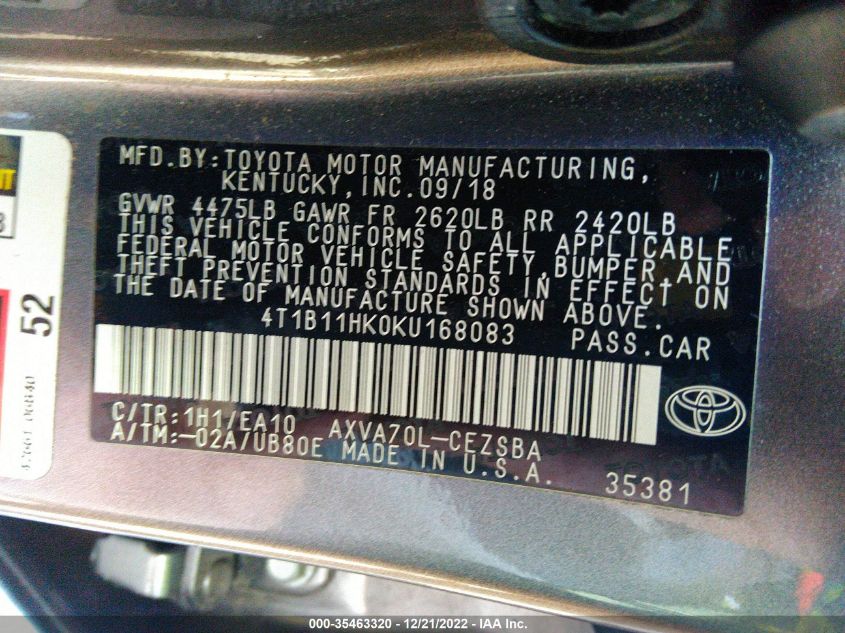 MFD.BY:TOYOTA MOTOR MANUFACTURING,
KENTUCKY, INC. 09/18
GVWR 4475LB GAWR FR 2620LB RR 2420LB
THIS VEHICLE CONFORMS TO ALL APPLICABLE
FEDERAL MOTOR VEHICLE SAFETY, BUMPER AND
THEFT PREVENTION STANDARDS IN EFFECT ON
THE DATE OF MANUFACTURE SHOWN ABOVE.
4T1B11HK0KU168083 PASS.CAR
C/TR:1H1/EA10 AXVA70L-CEZSBA
A/TM:-02A/UB80E MADE IN U.S.A.
35381
52
000-35463320 - 12/21/2022 - IAAI Inc.